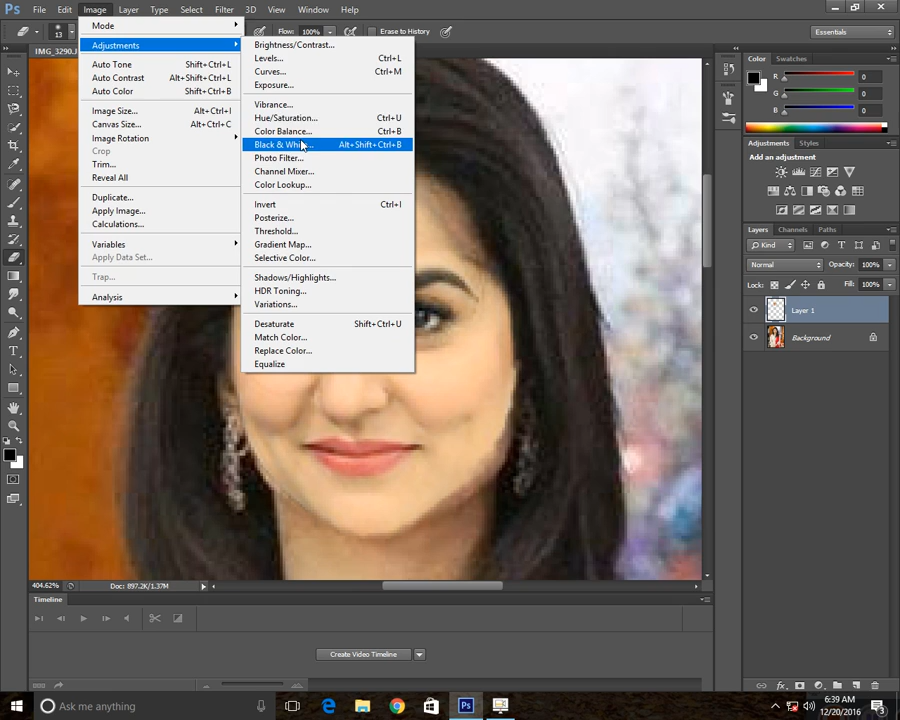 Ps File Edit Image Layer Type Select Filter 3D View Window Help
13 Flow: 100% Erase to History Essentials
IMG_3290.J
Mode
Adjustments
Auto Tone Shift+Ctrl+L
Auto Contrast Alt+Shift+Ctrl+L
Auto Color Shift+Ctrl+B
Image Size... Alt+Ctrl+I
Canvas Size... Alt+Ctrl+C
Image Rotation
Crop
Trim...
Reveal All
Duplicate...
Apply Image...
Calculations...
Variables
Apply Data Set...
Trap...
Analysis
Brightness/Contrast...
Levels... Ctrl+L
Curves... Ctrl+M
Exposure...
Vibrance...
Hue/Saturation... Ctrl+U
Color Balance... Ctrl+B
Black & Whi... Alt+Shift+Ctrl+B
Photo Filter...
Channel Mixer...
Color Lookup...
Invert Ctrl+I
Posterize...
Threshold...
Gradient Map...
Selective Color...
Shadows/Highlights...
HDR Toning...
Variations...
Desaturate Shift+Ctrl+U
Match Color...
Replace Color...
Equalize
Color Swatches
R 0
G 0
B 0
Adjustments Styles
Add an adjustment
Layers Channels Paths
Kind
Normal Opacity: 100%
Lock: Fill: 100%
Layer 1
Background
404.62% Doc: 897.2K/1.37M
Timeline
Create Video Timeline
Ask me anything
6:39 AM
12/20/2016
3